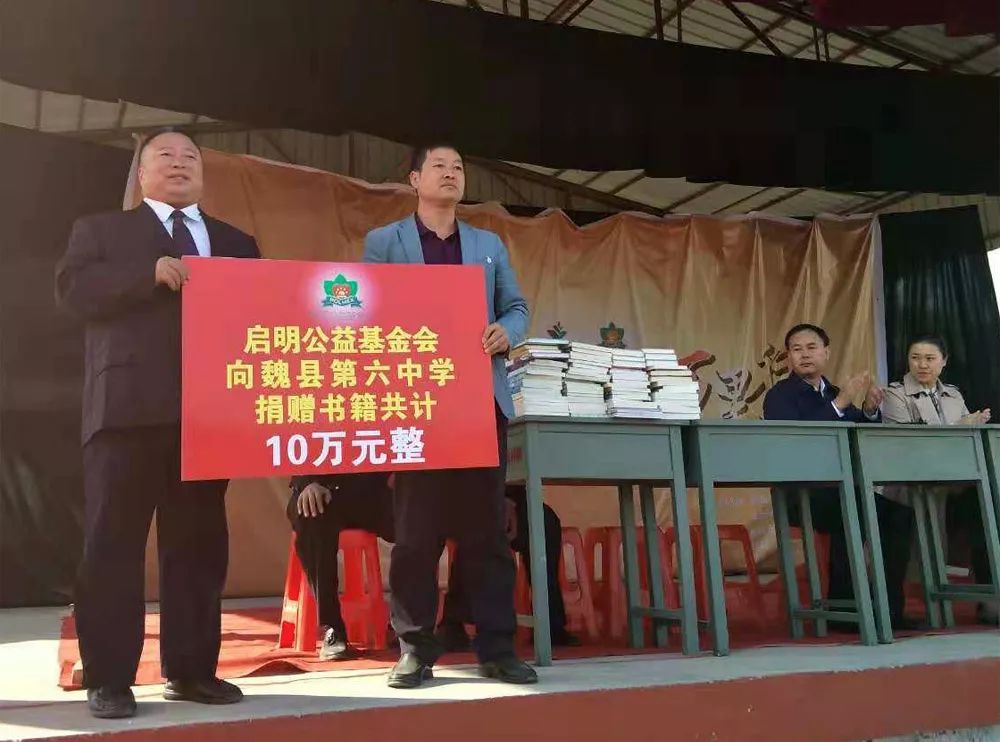 启明公益基金会
向魏县第六中学
捐赠书籍共计
10万元整